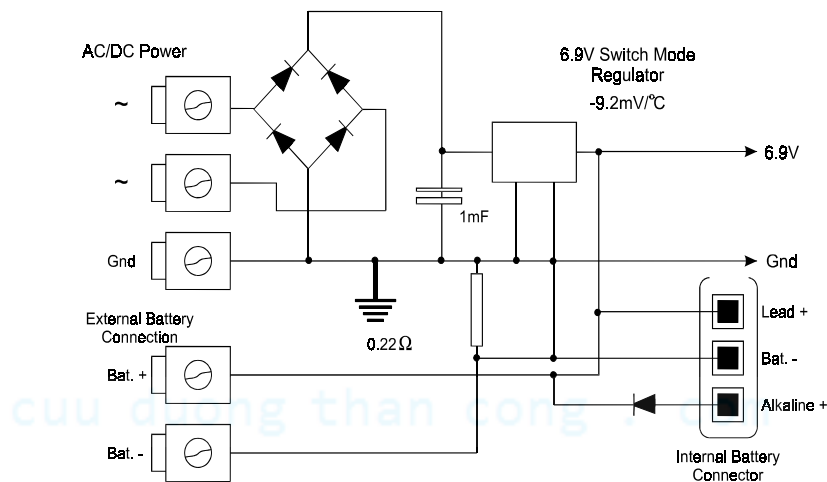 AC/DC Power
6.9V Switch Mode
Regulator
-9.2mV/°C
~
6.9V
~
1mF
Gnd
Gnd
External Battery
Connection
0.22Ω
Lead +
Bat. +
Bat. -
Alkaline +
cuu duong than cong . com
Bat. -
Internal Battery
Connector